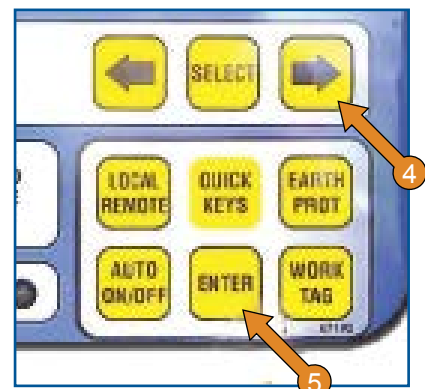 SELECT
LOCAL
REMOTE
QUICK
KEYS
EARTH
PROT
4
AUTO
ON/OFF
ENTER
WORK
TAG
5